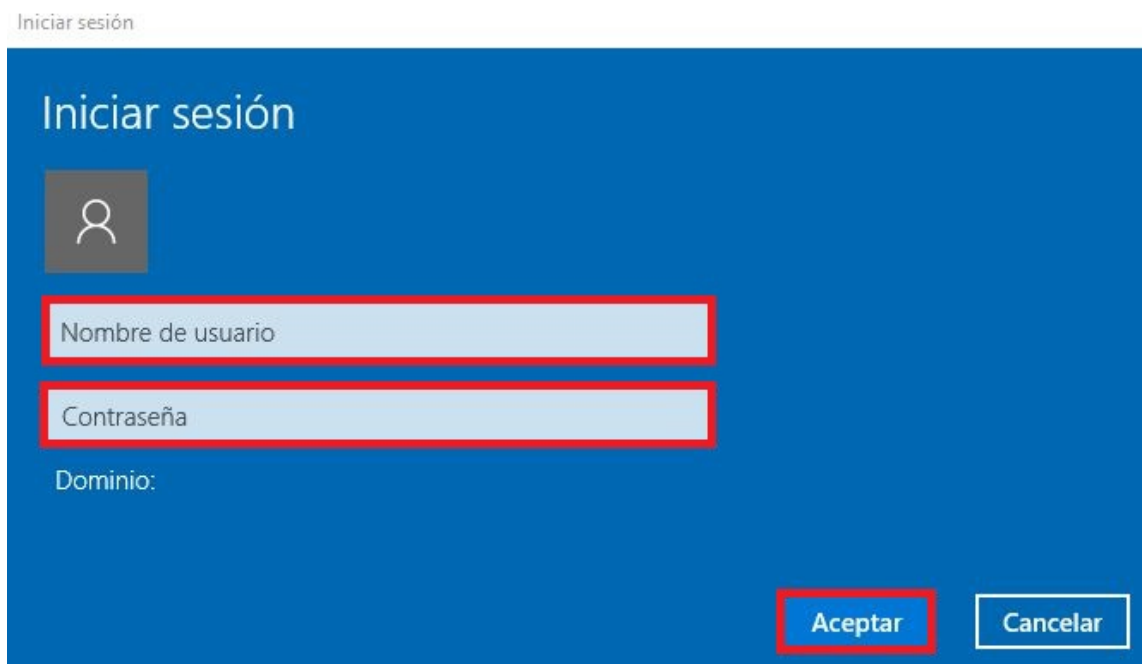 Iniciar sesión
Iniciar sesión
Nombre de usuario
Contraseña
Dominio:
Aceptar Cancelar